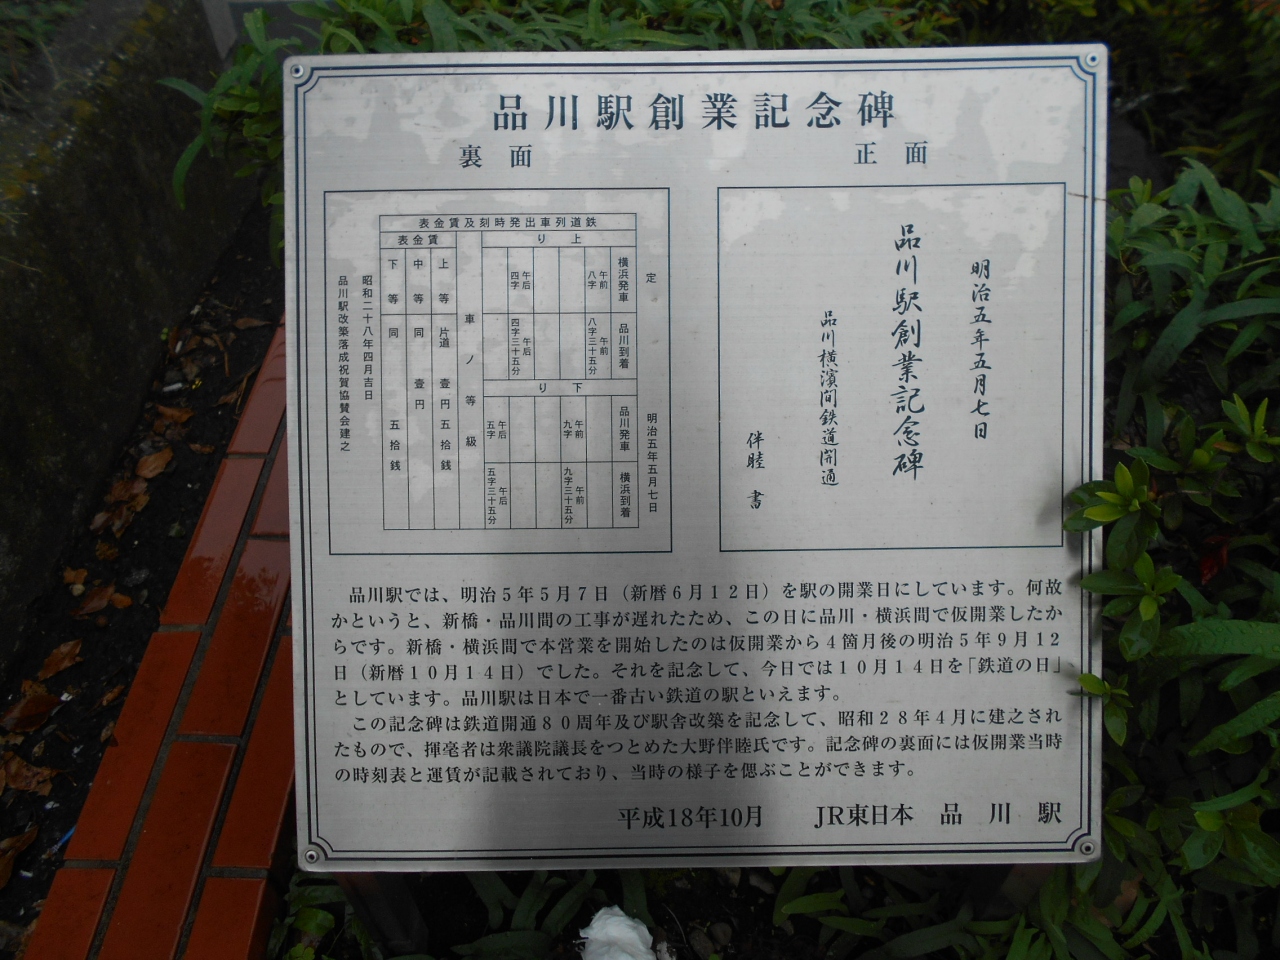 品川駅創業記念碑
正面
明治五年五月七日
品川駅創業記念碑
品川横濱間鉄道開通
伴睦 書
裏面
定
明治五年五月七日
鉄道列車出発時刻及賃金表
上り
横浜発車
午前八字
午后四字
品川到着
午前八字三十五分
午后四字三十五分
下り
品川発車
午前九字
午后五字
横浜到着
午前九字三十五分
午后五字三十五分
車ノ等級
賃金表
上等 片道 壹円五拾銭
中等 同 壹円
下等 同 五拾銭
昭和二十八年四月吉日
品川駅改築落成祝賀協賛会建之
品川駅では、明治5年5月7日(新暦6月12日)を駅の開業日にしています。何故
かというと、新橋・品川間の工事が遅れたため、この日に品川・横浜間で仮開業したか
らです。新橋・横浜間で本営業を開始したのは仮開業から4箇月後の明治5年9月12
日(新暦10月14日)でした。それを記念して、今日では10月14日を「鉄道の日」
としています。品川駅は日本で一番古い鉄道の駅といえます。
この記念碑は鉄道開通80周年及び駅舎改築を記念して、昭和28年4月に建之され
たもので、揮毫者は衆議院議長をつとめた大野伴睦氏です。記念碑の裏面には仮開業当時
の時刻表と運賃が記載されており、当時の様子を偲ぶことができます。
平成18年10月 JR東日本 品川駅